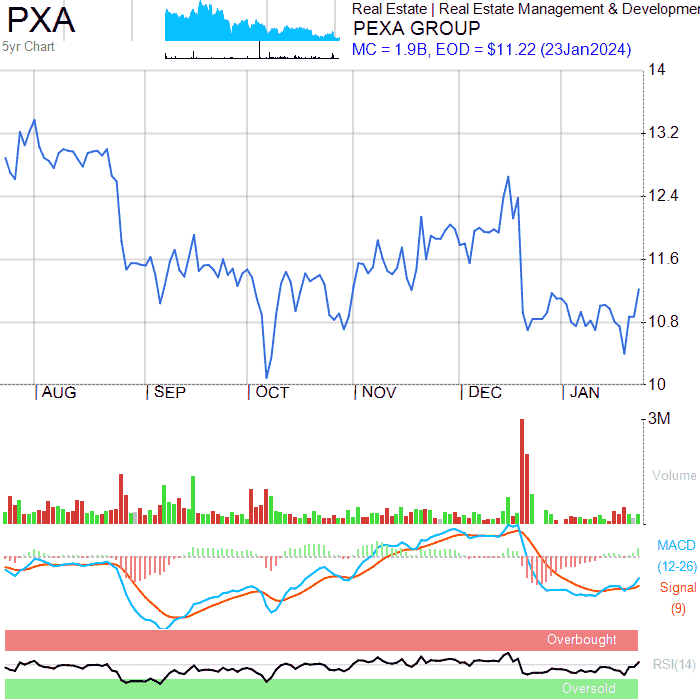 PXA
5yr Chart
Real Estate | Real Estate Management & Developmen
PEXA GROUP
MC = 1.9B, EOD = $11.22 (23Jan2024)
14
13.2
12.4
11.6
10.8
10
AUG SEP OCT NOV DEC JAN
3M
Volume
MACD
(12-26)
Signal
(9)
Overbought
RSI(14)
Oversold